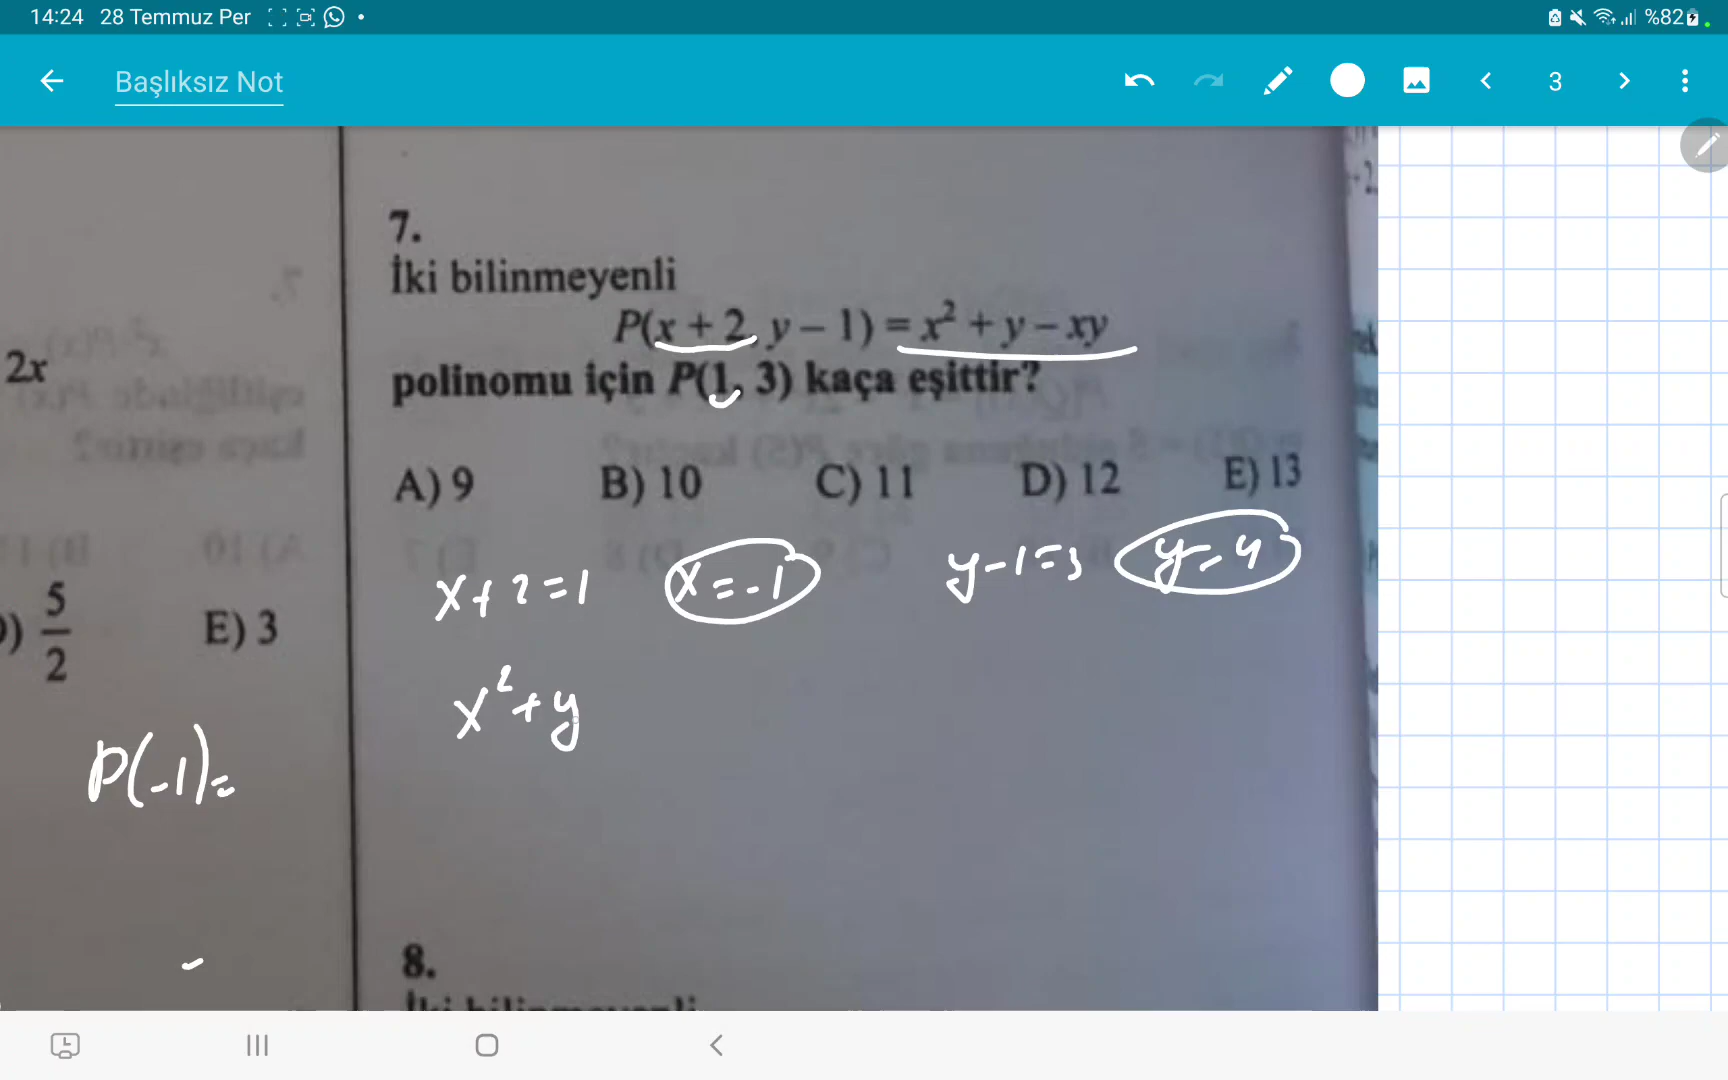 14:24 28 Temmuz Per %82
Başlıksız Not 3
7.
İki bilinmeyenli
P(x + 2, y – 1) = x² + y – xy
polinomu için P(1, 3) kaça eşittir?
A) 9 B) 10 C) 11 D) 12 E) 13
x+2=1 x=-1 y-1=3 y=4
x²+y
2x
5/2 E) 3
P(-1)=
8.
İki bilinmeyenli